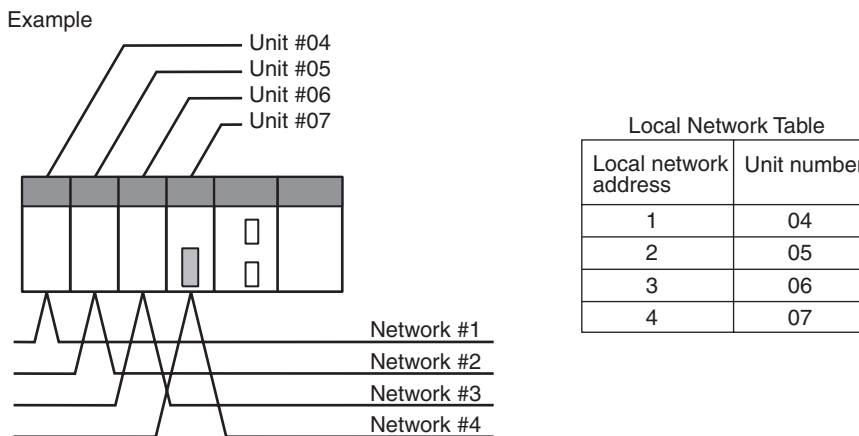 Example
Unit #04
Unit #05
Unit #06
Unit #07
Network #1
Network #2
Network #3
Network #4
Local Network Table
Local network address Unit number
1 04
2 05
3 06
4 07